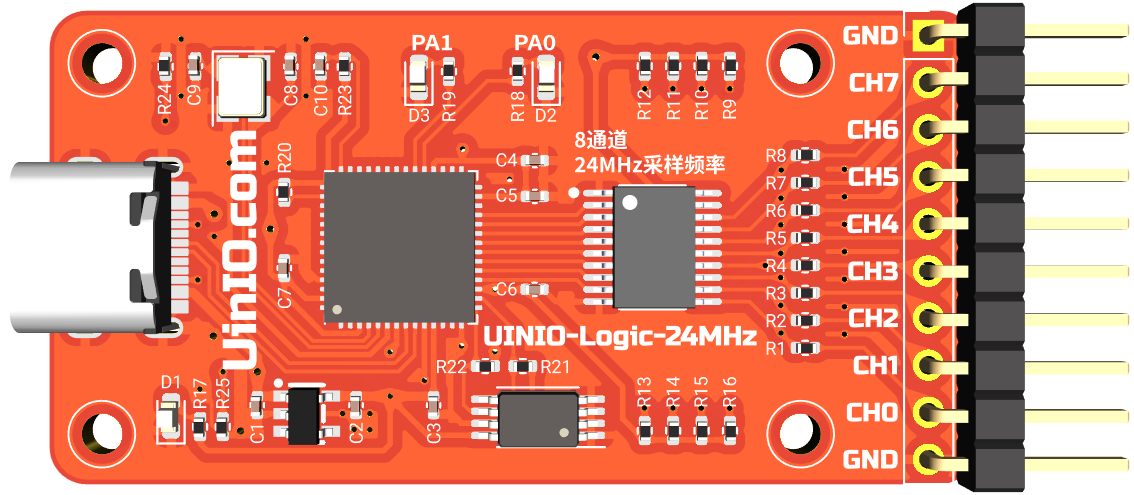 PA1
PA0
GND
CH7
CH6
CH5
CH4
CH3
CH2
CH1
CH0
GND
R24
C9
C8
C10
R23
D3
R19
R18
D2
R12
R11
R10
R9
8通道
24MHz采样频率
UinIO.com
R20
C7
C4
C5
C6
R8
R7
R6
R5
R4
R3
R2
R1
UINIO-Logic-24MHz
R22
R21
D1
R17
R25
C1
C2
C3
R13
R14
R15
R16